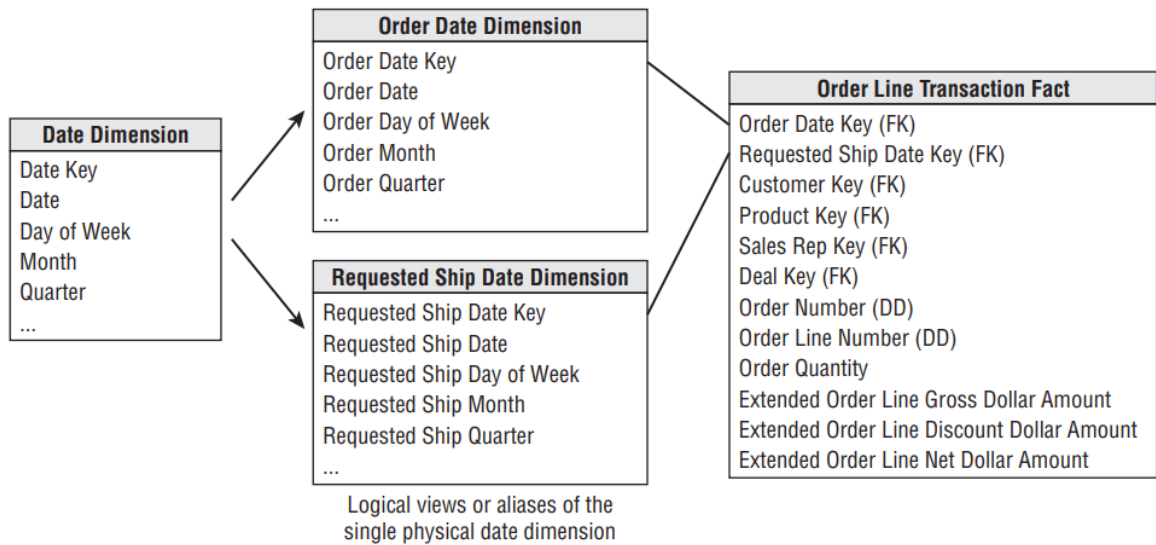 Date Dimension
Date Key
Date
Day of Week
Month
Quarter
...
Order Date Dimension
Order Date Key
Order Date
Order Day of Week
Order Month
Order Quarter
...
Requested Ship Date Dimension
Requested Ship Date Key
Requested Ship Date
Requested Ship Day of Week
Requested Ship Month
Requested Ship Quarter
...
Logical views or aliases of the
single physical date dimension
Order Line Transaction Fact
Order Date Key (FK)
Requested Ship Date Key (FK)
Customer Key (FK)
Product Key (FK)
Sales Rep Key (FK)
Deal Key (FK)
Order Number (DD)
Order Line Number (DD)
Order Quantity
Extended Order Line Gross Dollar Amount
Extended Order Line Discount Dollar Amount
Extended Order Line Net Dollar Amount